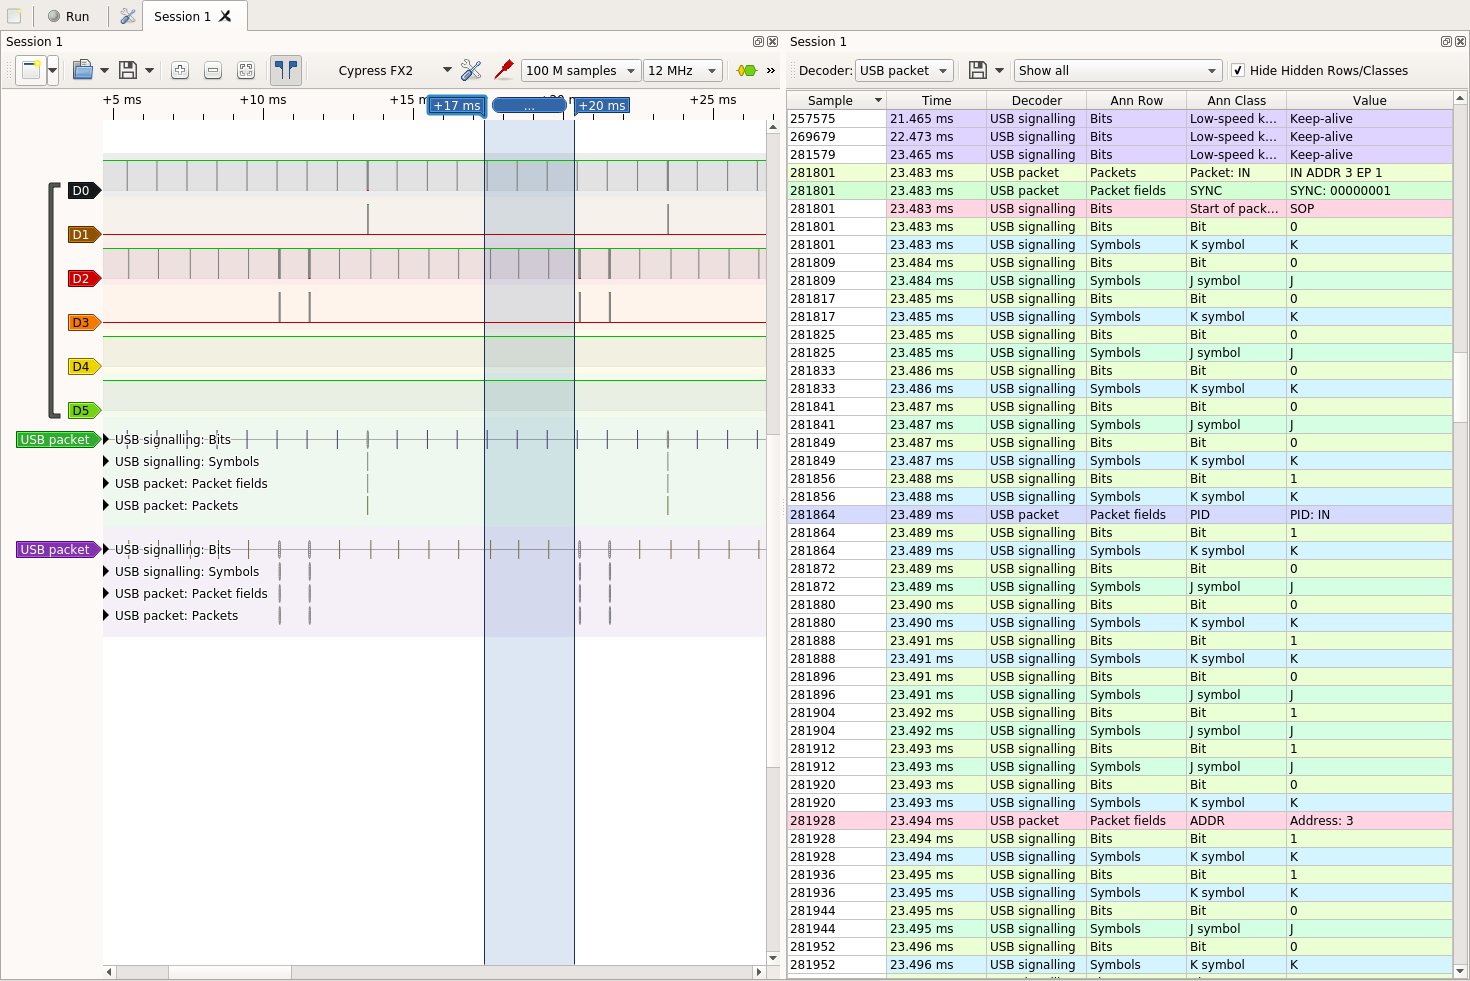 Run
Session 1
Session 1
Cypress FX2
100 M samples
12 MHz
»
+5 ms
+10 ms
+17 ms
...
+20 ms
+25 ms
D0
D1
D2
D3
D4
D5
USB packet
USB signalling: Bits
USB signalling: Symbols
USB packet: Packet fields
USB packet: Packets
USB packet
USB signalling: Bits
USB signalling: Symbols
USB packet: Packet fields
USB packet: Packets
Session 1
Decoder: USB packet
Show all
Hide Hidden Rows/Classes
Sample Time Decoder Ann Row Ann Class Value
257575 21.465 ms USB signalling Bits Low-speed k... Keep-alive
269679 22.473 ms USB signalling Bits Low-speed k... Keep-alive
281579 21.465 ms USB signalling Bits Low-speed k... Keep-alive
281801 23.483 ms USB packet Packets Packet: IN IN ADDR 3 EP 1
281801 23.483 ms USB packet Packet fields SYNC SYNC: 00000001
281801 23.483 ms USB signalling Bits Start of pack... SOP
281801 23.483 ms USB signalling Bits Bit 0
281801 23.483 ms USB signalling Symbols K symbol K
281809 23.484 ms USB signalling Bits Bit 0
281809 23.484 ms USB signalling Symbols J symbol J
281817 23.485 ms USB signalling Bits Bit 0
281817 23.485 ms USB signalling Symbols K symbol K
281825 23.485 ms USB signalling Bits Bit 0
281825 23.485 ms USB signalling Symbols J symbol J
281833 23.486 ms USB signalling Bits Bit 0
281833 23.486 ms USB signalling Symbols K symbol K
281841 23.487 ms USB signalling Bits Bit 0
281841 23.487 ms USB signalling Symbols J symbol J
281849 23.487 ms USB signalling Bits Bit 0
281849 23.487 ms USB signalling Symbols K symbol K
281856 23.488 ms USB signalling Bits Bit 1
281856 23.488 ms USB signalling Symbols K symbol K
281864 23.489 ms USB packet Packet fields PID PID: IN
281864 23.489 ms USB signalling Bits Bit 1
281864 23.489 ms USB signalling Symbols K symbol K
281872 23.489 ms USB signalling Bits Bit 0
281872 23.489 ms USB signalling Symbols J symbol J
281880 23.490 ms USB signalling Bits Bit 0
281880 23.490 ms USB signalling Symbols K symbol K
281888 23.491 ms USB signalling Bits Bit 1
281888 23.491 ms USB signalling Symbols K symbol K
281896 23.491 ms USB signalling Bits Bit 0
281896 23.491 ms USB signalling Symbols J symbol J
281904 23.492 ms USB signalling Bits Bit 1
281904 23.492 ms USB signalling Symbols J symbol J
281912 23.493 ms USB signalling Bits Bit 1
281912 23.493 ms USB signalling Symbols J symbol J
281920 23.493 ms USB signalling Bits Bit 0
281920 23.493 ms USB signalling Symbols K symbol K
281928 23.494 ms USB packet Packet fields ADDR Address: 3
281928 23.494 ms USB signalling Bits Bit 1
281928 23.494 ms USB signalling Symbols K symbol K
281936 23.495 ms USB signalling Bits Bit 1
281936 23.495 ms USB signalling Symbols K symbol K
281944 23.495 ms USB signalling Bits Bit 0
281944 23.495 ms USB signalling Symbols J symbol J
281952 23.496 ms USB signalling Bits Bit 0
281952 23.496 ms USB signalling Symbols K symbol K